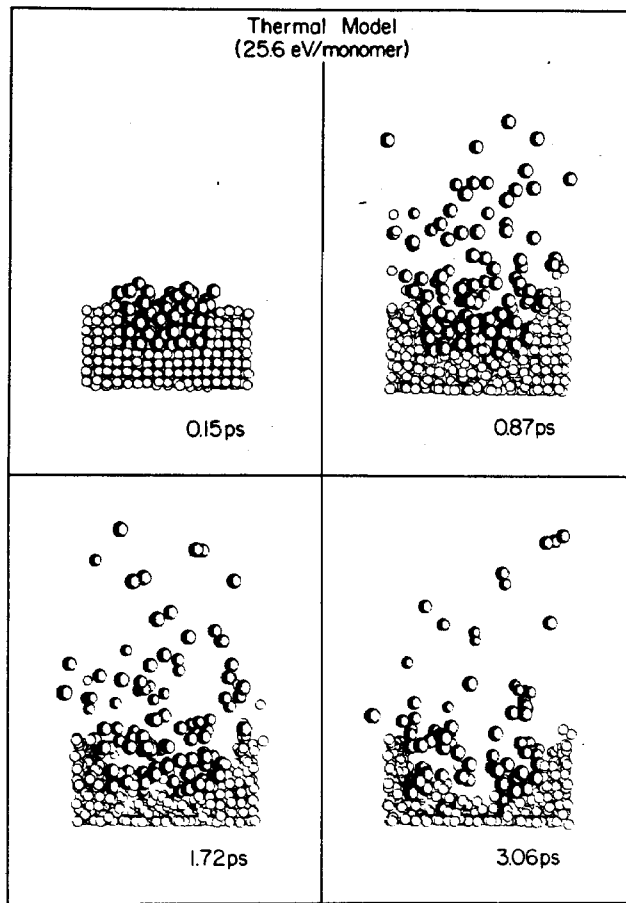 Thermal Model
(25.6 eV/monomer)
0.15ps
0.87ps
1.72ps
3.06ps